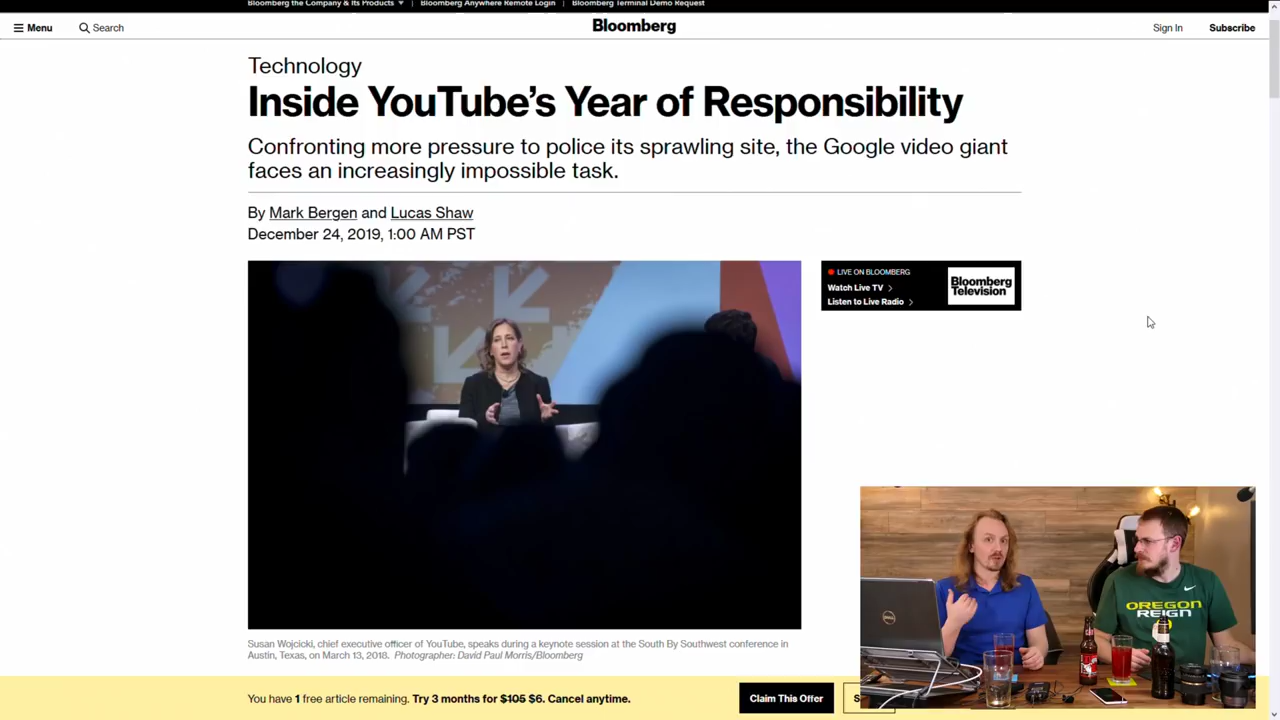 Bloomberg the Company & Its Products
Bloomberg Anywhere Remote Login
Bloomberg Terminal Demo Request
Menu
Search
Bloomberg
Sign In
Subscribe
Technology
Inside YouTube's Year of Responsibility
Confronting more pressure to police its sprawling site, the Google video giant
faces an increasingly impossible task.
By Mark Bergen and Lucas Shaw
December 24, 2019, 1:00 AM PST
LIVE ON BLOOMBERG
Watch Live TV
Listen to Live Radio
Bloomberg
Television
Susan Wojcicki, chief executive officer of YouTube, speaks during a keynote session at the South By Southwest conference in
Austin, Texas, on March 13, 2018. Photographer: David Paul Morris/Bloomberg
You have 1 free article remaining. Try 3 months for $105 $6. Cancel anytime.
Claim This Offer
OREGON
REIGN
DELL